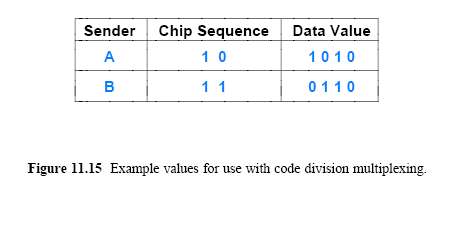 Sender Chip Sequence Data Value
A 1 0 1 0 1 0
B 1 1 0 1 1 0
Figure 11.15 Example values for use with code division multiplexing.